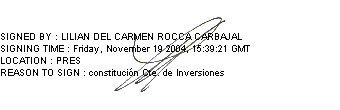 SIGNED BY : LILIAN DEL CARMEN ROCCA CARBAJAL
SIGNING TIME : Friday, November 19 2004, 15:39:21 GMT
LOCATION : PRES
REASON TO SIGN : constitución Cte. de Inversiones